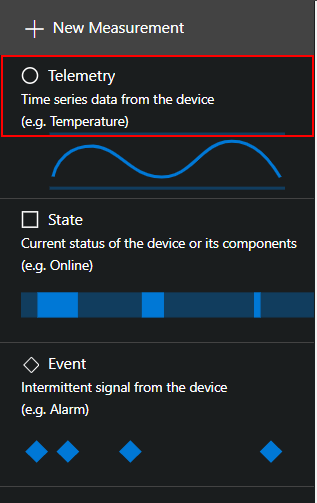 New Measurement
Telemetry
Time series data from the device
(e.g. Temperature)
State
Current status of the device or its components
(e.g. Online)
Event
Intermittent signal from the device
(e.g. Alarm)